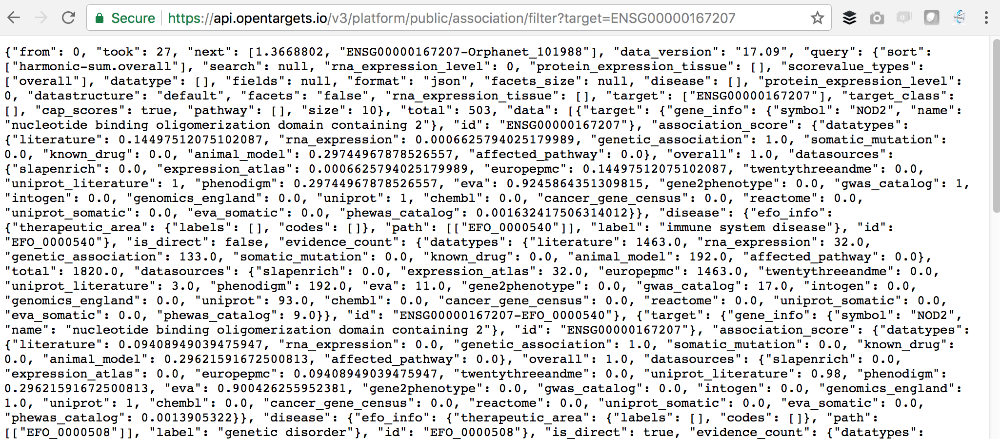 Secure https://api.opentargets.io/v3/platform/public/association/filter?target=ENSG00000167207
{"from": 0, "took": 27, "next": [1.3668802, "ENSG00000167207-Orphanet_101988"], "data_version": "17.09", "query": {"sort":
["harmonic-sum.overall"], "search": null, "rna_expression_level": 0, "protein_expression_tissue": [], "scorevalue_types":
["overall"], "datatype": [], "fields": null, "format": "json", "facets_size": null, "disease": [], "protein_expression_level":
0, "datastructure": "default", "facets": "false", "rna_expression_tissue": [], "target": ["ENSG00000167207"], "target_class":
[], "cap_scores": true, "pathway": [], "size": 10}, "total": 503, "data": [{"target": {"gene_info": {"symbol": "NOD2", "name":
"nucleotide binding oligomerization domain containing 2"}, "id": "ENSG00000167207"}, "association_score": {"datatypes":
{"literature": 0.14497512075102087, "rna_expression": 0.0006625794025179989, "genetic_association": 1.0, "somatic_mutation":
0.0, "known_drug": 0.0, "animal_model": 0.29744967878526557, "affected_pathway": 0.0}, "overall": 1.0, "datasources":
{"slapenrich": 0.0, "expression_atlas": 0.0006625794025179989, "europepmc": 0.14497512075102087, "twentythreeandme": 0.0,
"uniprot_literature": 1, "phenodigm": 0.29744967878526557, "eva": 0.9245864351309815, "gene2phenotype": 0.0, "gwas_catalog": 1,
"intogen": 0.0, "genomics_england": 0.0, "uniprot": 1, "chembl": 0.0, "cancer_gene_census": 0.0, "reactome": 0.0,
"uniprot_somatic": 0.0, "eva_somatic": 0.0, "phewas_catalog": 0.001632417506314012}}, "disease": {"efo_info":
{"therapeutic_area": {"labels": [], "codes": []}, "path": [["EFO_0000540"]], "label": "immune system disease"}, "id":
"EFO_0000540"}, "is_direct": false, "evidence_count": {"datatypes": {"literature": 1463.0, "rna_expression": 32.0,
"genetic_association": 133.0, "somatic_mutation": 0.0, "known_drug": 0.0, "animal_model": 192.0, "affected_pathway": 0.0},
"total": 1820.0, "datasources": {"slapenrich": 0.0, "expression_atlas": 32.0, "europepmc": 1463.0, "twentythreeandme": 0.0,
"uniprot_literature": 3.0, "phenodigm": 192.0, "eva": 11.0, "gene2phenotype": 0.0, "gwas_catalog": 17.0, "intogen": 0.0,
"genomics_england": 0.0, "uniprot": 93.0, "chembl": 0.0, "cancer_gene_census": 0.0, "reactome": 0.0, "uniprot_somatic": 0.0,
"eva_somatic": 0.0, "phewas_catalog": 9.0}}, "id": "ENSG00000167207-EFO_0000540"}, {"target": {"gene_info": {"symbol": "NOD2",
"name": "nucleotide binding oligomerization domain containing 2"}, "id": "ENSG00000167207"}, "association_score": {"datatypes":
{"literature": 0.09408949039475947, "rna_expression": 0.0, "genetic_association": 1.0, "somatic_mutation": 0.0, "known_drug":
0.0, "animal_model": 0.29621591672500813, "affected_pathway": 0.0}, "overall": 1.0, "datasources": {"slapenrich": 0.0,
"expression_atlas": 0.0, "europepmc": 0.09408949039475947, "twentythreeandme": 0.0, "uniprot_literature": 0.98, "phenodigm":
0.29621591672500813, "eva": 0.900426255952381, "gene2phenotype": 0.0, "gwas_catalog": 0.0, "intogen": 0.0, "genomics_england":
1.0, "uniprot": 1, "chembl": 0.0, "cancer_gene_census": 0.0, "reactome": 0.0, "uniprot_somatic": 0.0, "eva_somatic": 0.0,
"phewas_catalog": 0.0013905322}}, "disease": {"efo_info": {"therapeutic_area": {"labels": [], "codes": []}, "path":
[["EFO_0000508"]], "label": "genetic disorder"}, "id": "EFO_0000508"}, "is_direct": true, "evidence_count": {"datatypes":